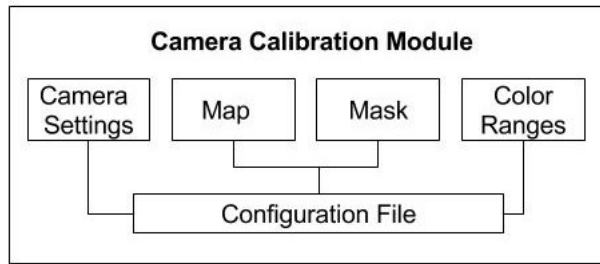 Camera Calibration Module
Camera
Settings
Map
Mask
Color
Ranges
Configuration File